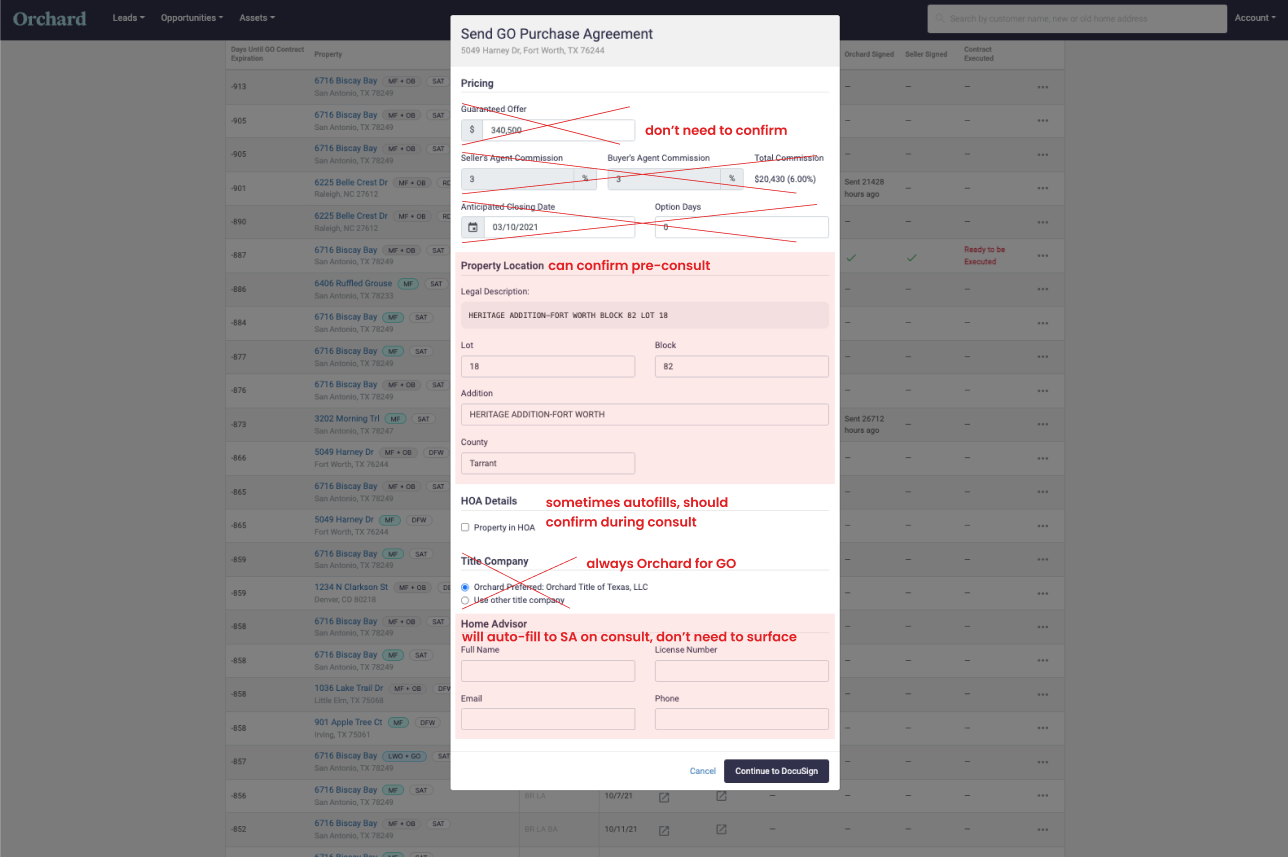 Orchard
Leads
Opportunities
Assets
Search by customer name, new or old home address
Account
Days Until GO Contract Expiration
Property
Orchard Signed
Seller Signed
Contract Executed
-913
6716 Biscay Bay MF + OB SAT
San Antonio, TX 78249
–
–
–
-905
6716 Biscay Bay MF + OB SAT
San Antonio, TX 78249
–
–
–
-905
6716 Biscay Bay MF + OB SAT
San Antonio, TX 78249
–
–
–
-901
6225 Belle Crest Dr MF + OB
Raleigh, NC 27612
Sent 21428 hours ago
–
–
-890
6225 Belle Crest Dr MF + OB
Raleigh, NC 27612
–
–
–
-887
6716 Biscay Bay MF + OB SAT
San Antonio, TX 78249
Ready to be Executed
-886
6406 Ruffled Grouse MF SAT
San Antonio, TX 78233
–
–
–
-884
6716 Biscay Bay MF SAT
San Antonio, TX 78249
–
–
–
-877
6716 Biscay Bay MF SAT
San Antonio, TX 78249
–
–
–
-876
6716 Biscay Bay MF + OB SAT
San Antonio, TX 78249
–
–
–
-873
3202 Morning Trl MF SAT
San Antonio, TX 78247
Sent 26712 hours ago
–
–
-866
5049 Harney Dr MF + OB DFW
Fort Worth, TX 76244
–
–
–
-865
6716 Biscay Bay MF + OB SAT
San Antonio, TX 78249
–
–
–
-865
5049 Harney Dr MF DFW
Fort Worth, TX 76244
–
–
–
-859
6716 Biscay Bay MF SAT
San Antonio, TX 78249
–
–
–
-859
1234 N Clarkson St MF + OB
Denver, CO 80218
–
–
–
-858
6716 Biscay Bay MF + OB SAT
San Antonio, TX 78249
–
–
–
-858
6716 Biscay Bay MF SAT
San Antonio, TX 78249
–
–
–
-858
1036 Lake Trail Dr MF + OB
Little Elm, TX 75068
–
–
–
-858
901 Apple Tree Ct MF DFW
Irving, TX 75061
–
–
–
-857
6716 Biscay Bay LWO + GO SAT
San Antonio, TX 78249
–
–
–
-856
6716 Biscay Bay MF SAT
San Antonio, TX 78249
BR LA
10/7/21
–
–
–
-852
6716 Biscay Bay MF + OB SAT
San Antonio, TX 78249
BR LA SA
10/11/21
–
–
–
6716 Biscay Bay MF + OB SAT
Send GO Purchase Agreement
5049 Harney Dr, Fort Worth, TX 76244
Pricing
Guaranteed Offer
$ 340,500
don't need to confirm
Seller's Agent Commission
Buyer's Agent Commission
Total Commission
3 %
3 %
$20,430 (6.00%)
Anticipated Closing Date
Option Days
03/10/2021
0
Property Location
can confirm pre-consult
Legal Description:
HERITAGE ADDITION-FORT WORTH BLOCK 82 LOT 18
Lot
Block
18
82
Addition
HERITAGE ADDITION-FORT WORTH
County
Tarrant
HOA Details
sometimes autofills, should
confirm during consult
Property in HOA
Title Company
always Orchard for GO
Orchard Preferred: Orchard Title of Texas, LLC
Use other title company
Home Advisor
will auto-fill to SA on consult, don't need to surface
Full Name
License Number
Email
Phone
Cancel
Continue to DocuSign